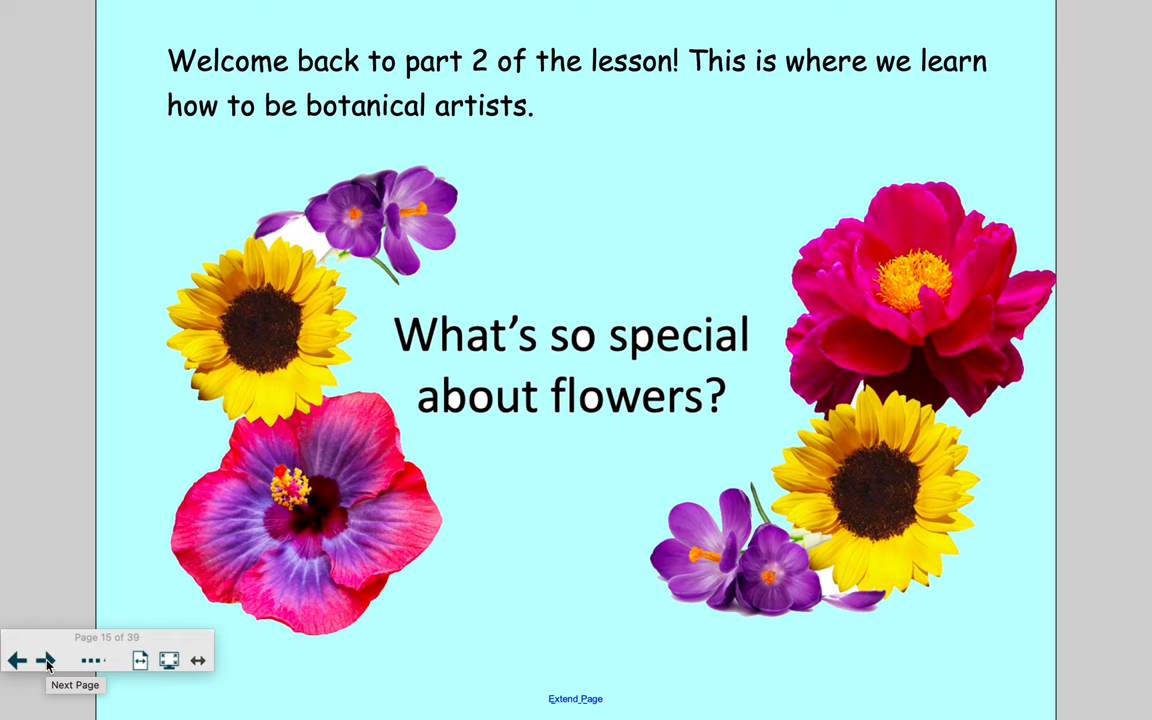 Welcome back to part 2 of the lesson! This is where we learn
how to be botanical artists.
What's so special
about flowers?
Page 15 of 39
Next Page
Extend Page